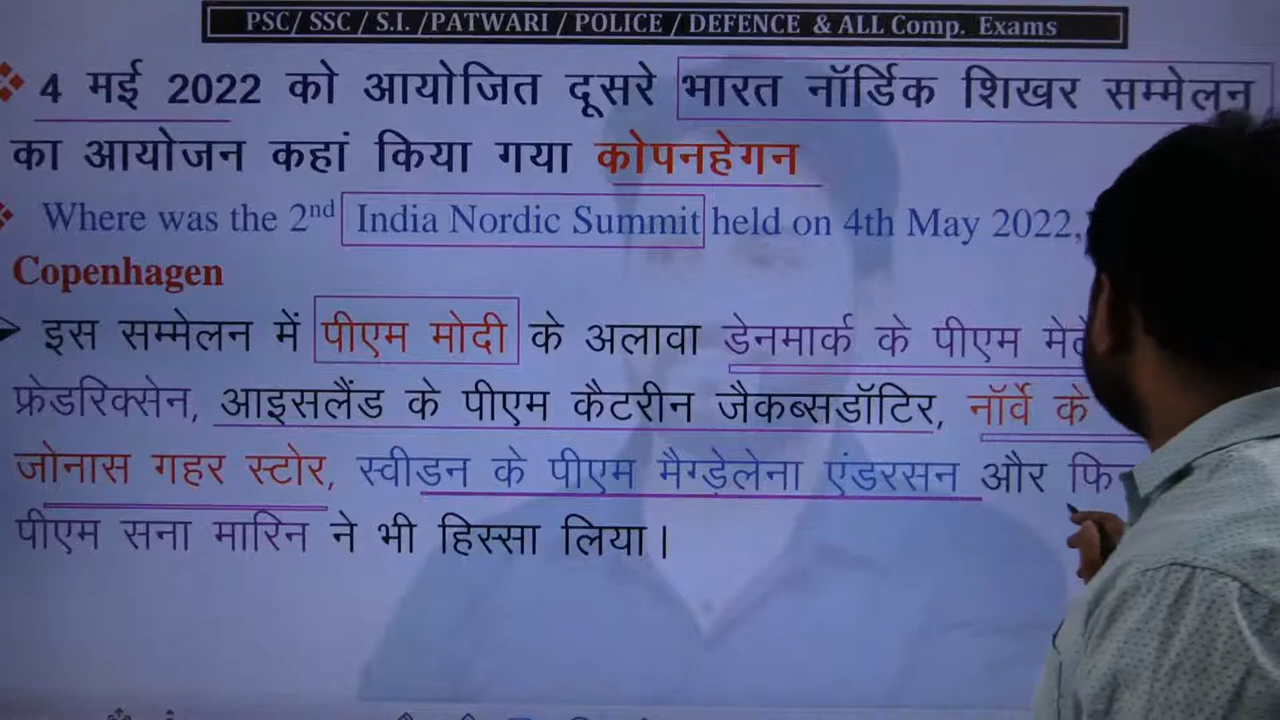 PSC/ SSC / S.I. /PATWARI / POLICE / DEFENCE & ALL Comp. Exams
4 मई 2022 को आयोजित दूसरे भारत नॉर्डिक शिखर सम्मेलन
का आयोजन कहां किया गया कोपनहेगन
Where was the 2nd India Nordic Summit held on 4th May 2022,
Copenhagen
इस सम्मेलन में पीएम मोदी के अलावा डेनमार्क के पीएम
फ्रेडरिक्सेन, आइसलैंड के पीएम कैटरीन जैकब्सडॉटिर, नॉर्वे के
जोनास गहर स्टोर, स्वीडन के पीएम मैग्ड़ेलेना एंडरसन और
पीएम सना मारिन ने भी हिस्सा लिया।